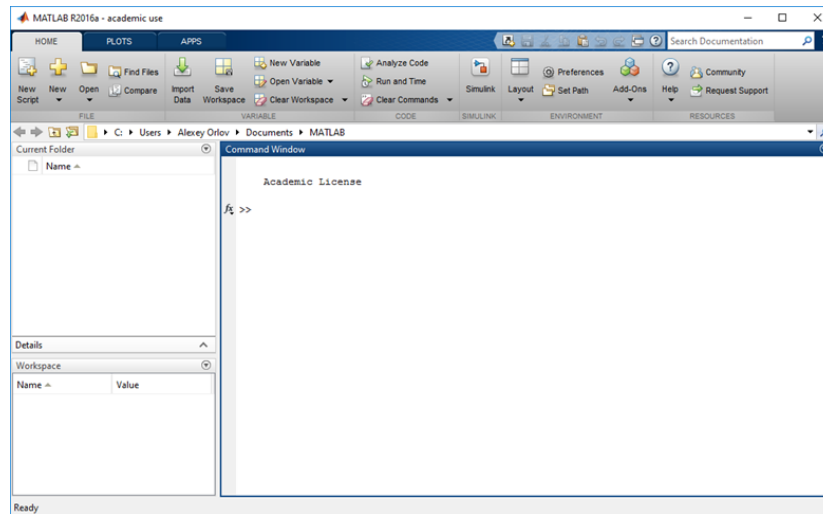 MATLAB R2016a - academic use
HOME PLOTS APPS
Search Documentation
New Script
New
Open
Find Files
Compare
Import Data
Save Workspace
New Variable
Open Variable
Clear Workspace
Analyze Code
Run and Time
Clear Commands
Simulink
Layout
Preferences
Set Path
Add-Ons
Help
Community
Request Support
FILE VARIABLE CODE SIMULINK ENVIRONMENT RESOURCES
C: Users Alexey Orlov Documents MATLAB
Current Folder
Name
Command Window
Academic License
fx >>
Details
Workspace
Name Value
Ready